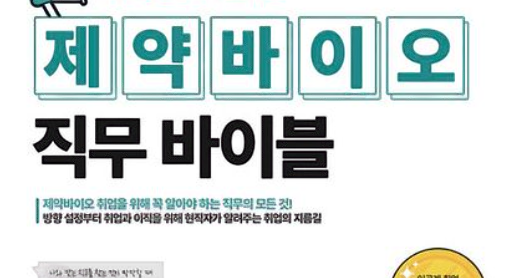 제약바이오
직무 바이블
제약바이오 취업을 위해 꼭 알아야 하는 직무의 모든 것!
방향 설정부터 취업과 이직을 위해 현직자가 알려주는 취업의 지름길